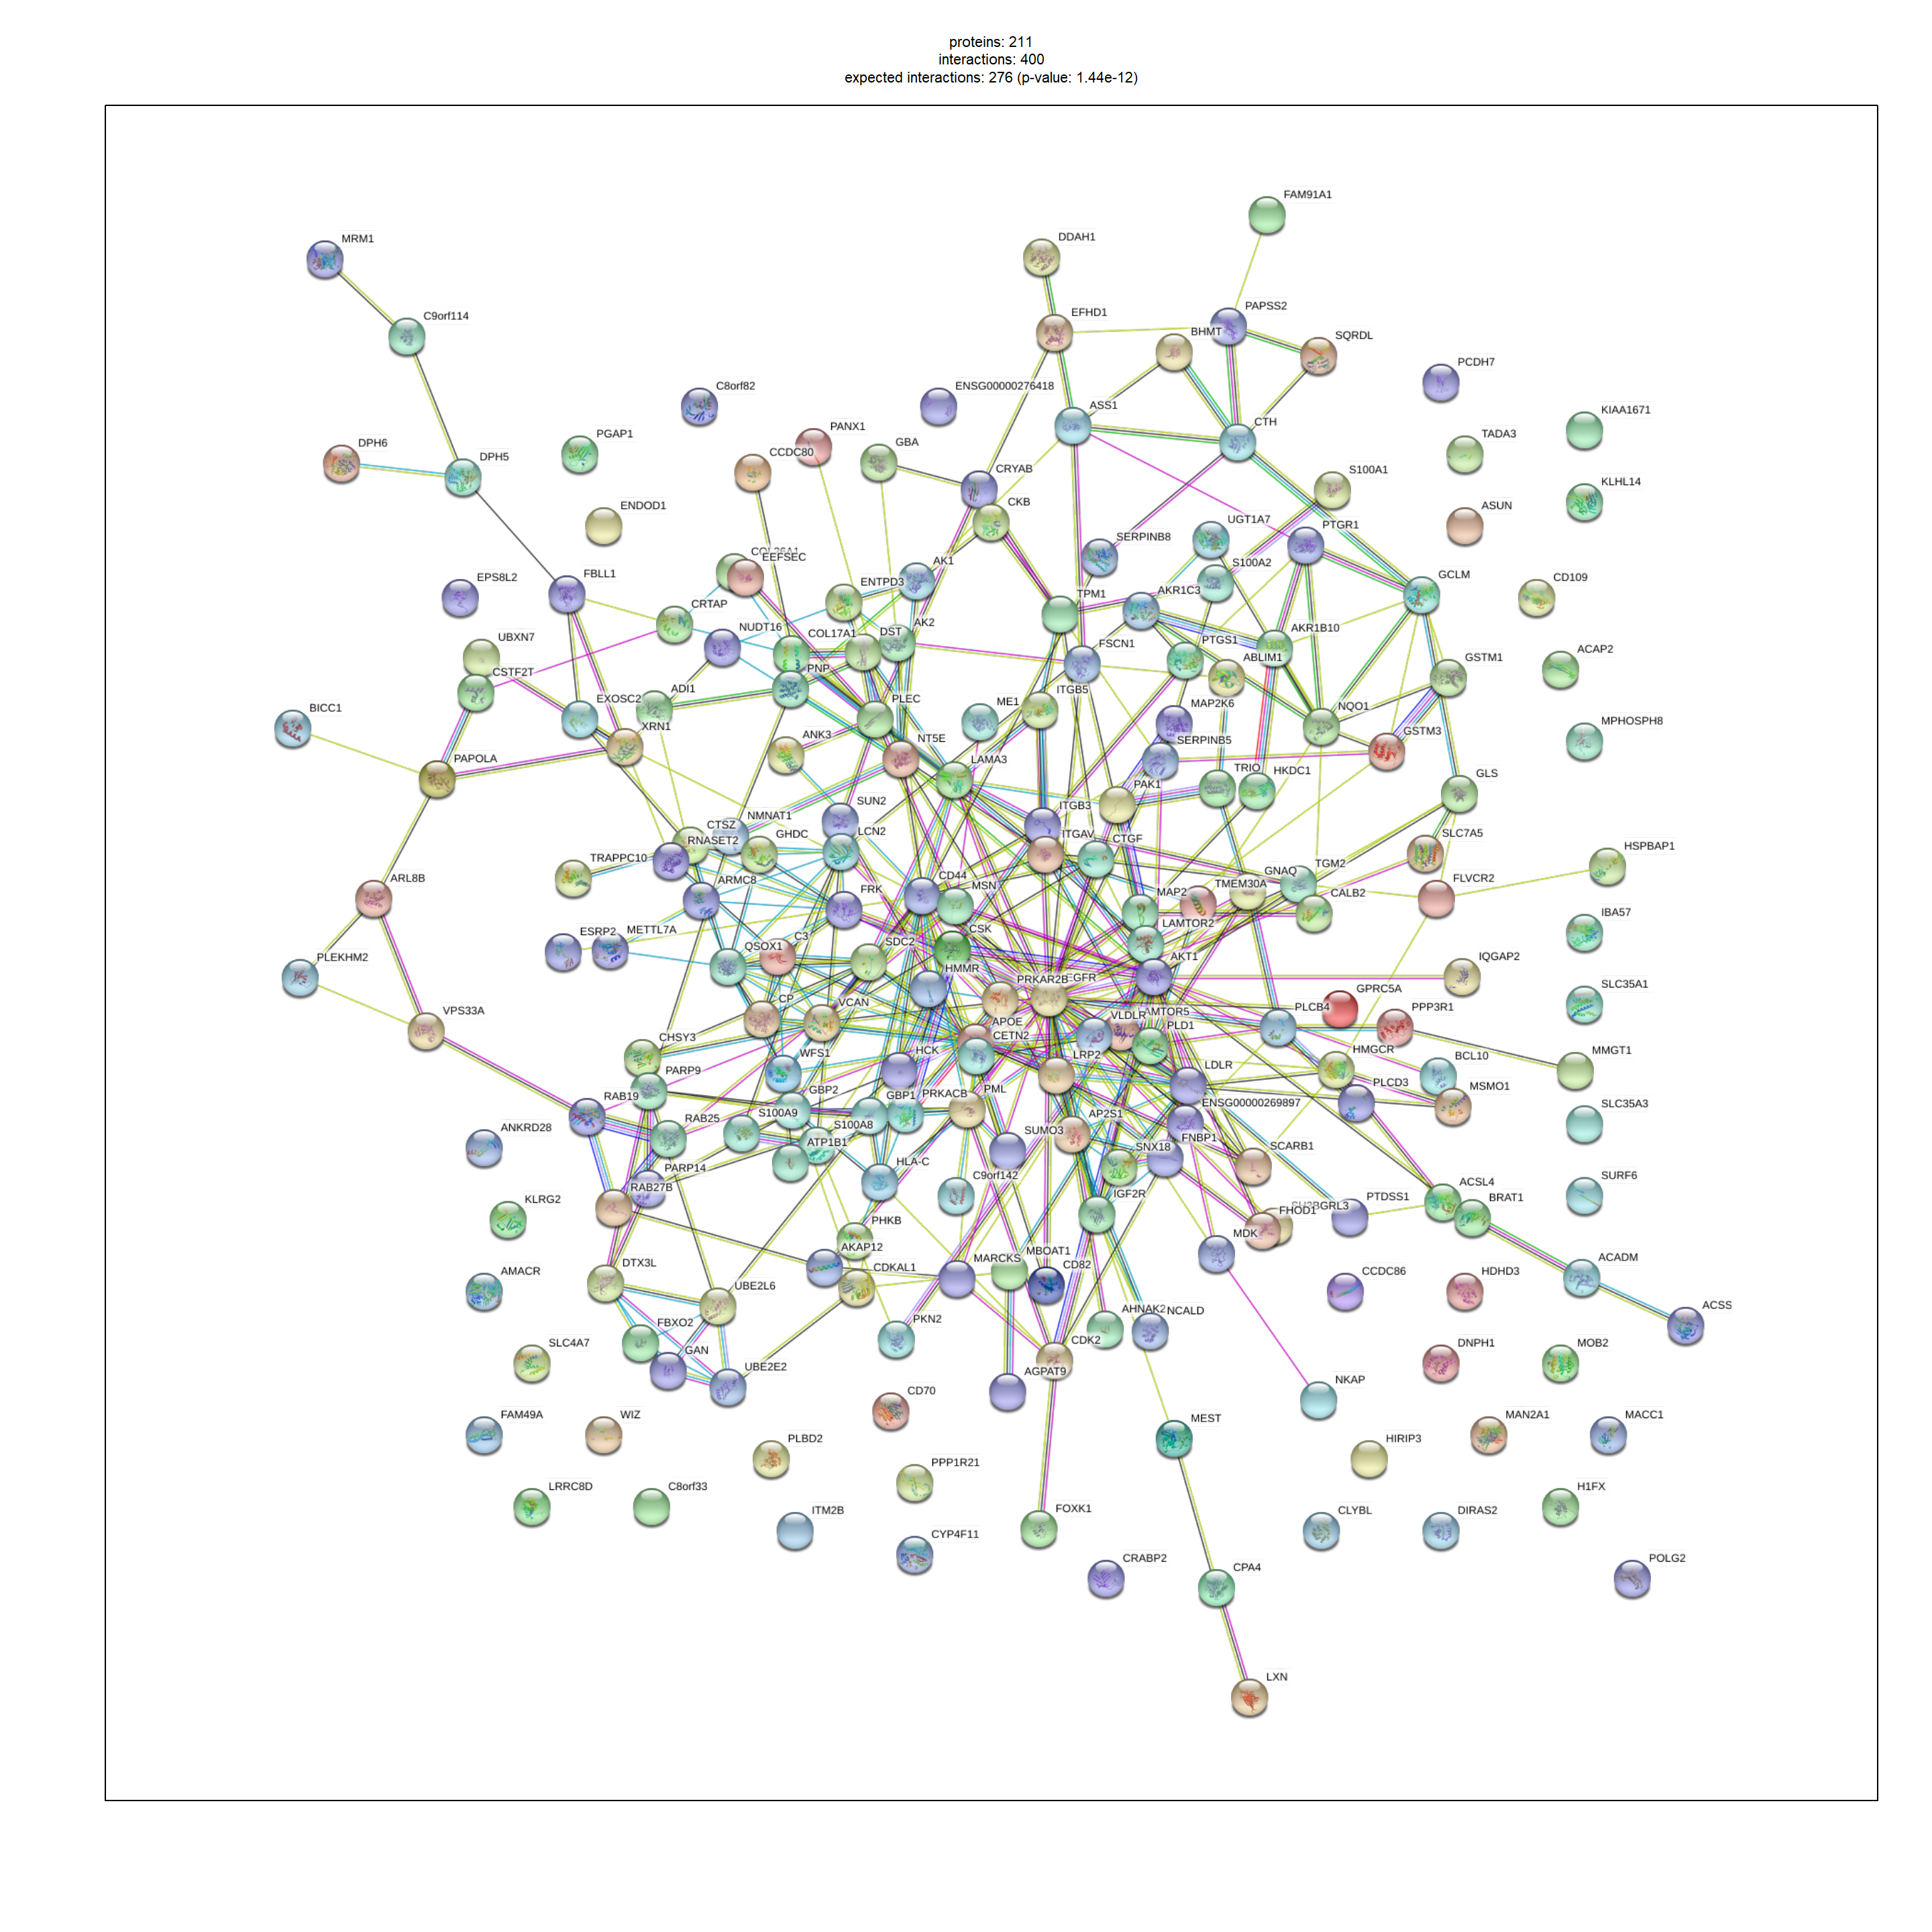 proteins: 211
interactions: 400
expected interactions: 276 (p-value: 1.44e-12)
FAM91A1
DDAH1
MRM1
PAPSS2
EFHD1
C9orf114
BHMT
SQRDL
PCDH7
C8orf82
ENSG00000276418
KIAA1671
ASS1
CTH
TADA3
DPH6
PANX1
GBA
PGAP1
CCDC80
DPH5
CRYAB
S100A1
KLHL14
CKB
ENDOD1
UGT1A7
PTGR1
ASUN
SERPINB8
EEFSEC
AK1
S100A2
GCLM
CD109
EPS8L2
FBLL1
ENTPD3
CRTAP
TPM1
AKR1C3
AKR1B10
UBXN7
NUDT16
COL17A1
DST
AK2
FSCN1
PTGS1
ABLIM1
GSTM1
ACAP2
CSTF2T
PNP
ADI1
ITGB5
BICC1
EXOSC2
PLEC
ME1
MAP2K6
NQO1
MPHOSPH8
XRN1
ANK3
NT5E
SERPINB5
GSTM3
PAPOLA
LAMA3
TRIO
HKDC1
GLS
PAK1
SUN2
ITGB3
CTSZ
NMNAT1
LCN2
ITGAV
CTGF
SLC7A5
RNASET2
GHDC
HSPBAP1
TRAPPC10
GNAQ
TGM2
ARL8B
ARMC8
CD44
MSN
MAP2
TMEM30A
CALB2
FLVCR2
FRK
ESRP2
METTL7A
CSK
LAMTOR2
IBA57
QSOX1
C3
SDC2
PLEKHM2
HMMR
AKT1
IQGAP2
PRKAR2B
EGFR
GPRC5A
SLC35A1
CP
VCAN
APOE
VLDLR
LAMTOR5
PLCB4
PPP3R1
VPS33A
CETN2
PLD1
CHSY3
WFS1
HCK
LRP2
LDLR
HMGCR
BCL10
MMGT1
PARP9
GBP2
PRKACB
PML
PLCD3
MSMO1
RAB19
GBP1
ENSG00000269897
RAB25
S100A9
AP2S1
SLC35A3
S100A8
SUMO3
FNBP1
ANKRD28
ATP1B1
SNX18
SCARB1
PARP14
HLA-C
C9orf142
RAB27B
IGF2R
ACSL4
BRAT1
SURF6
KLRG2
PHKB
FHOD1
PTDSS1
AKAP12
MARCKS
MBOAT1
MDK
DTX3L
CDKAL1
CD82
ACADM
AMACR
UBE2L6
CCDC86
HDHD3
ACSS
PKN2
AHNAK2
NCALD
FBXO2
GAN
CDK2
SLC4A7
UBE2E2
AGPAT9
DNPH1
MOB2
CD70
NKAP
FAM49A
WIZ
MEST
MAN2A1
MACC1
PLBD2
HIRIP3
PPP1R21
LRRC8D
C8orf33
H1FX
ITM2B
FOXK1
CLYBL
DIRAS2
CYP4F11
CRABP2
CPA4
POLG2
LXN